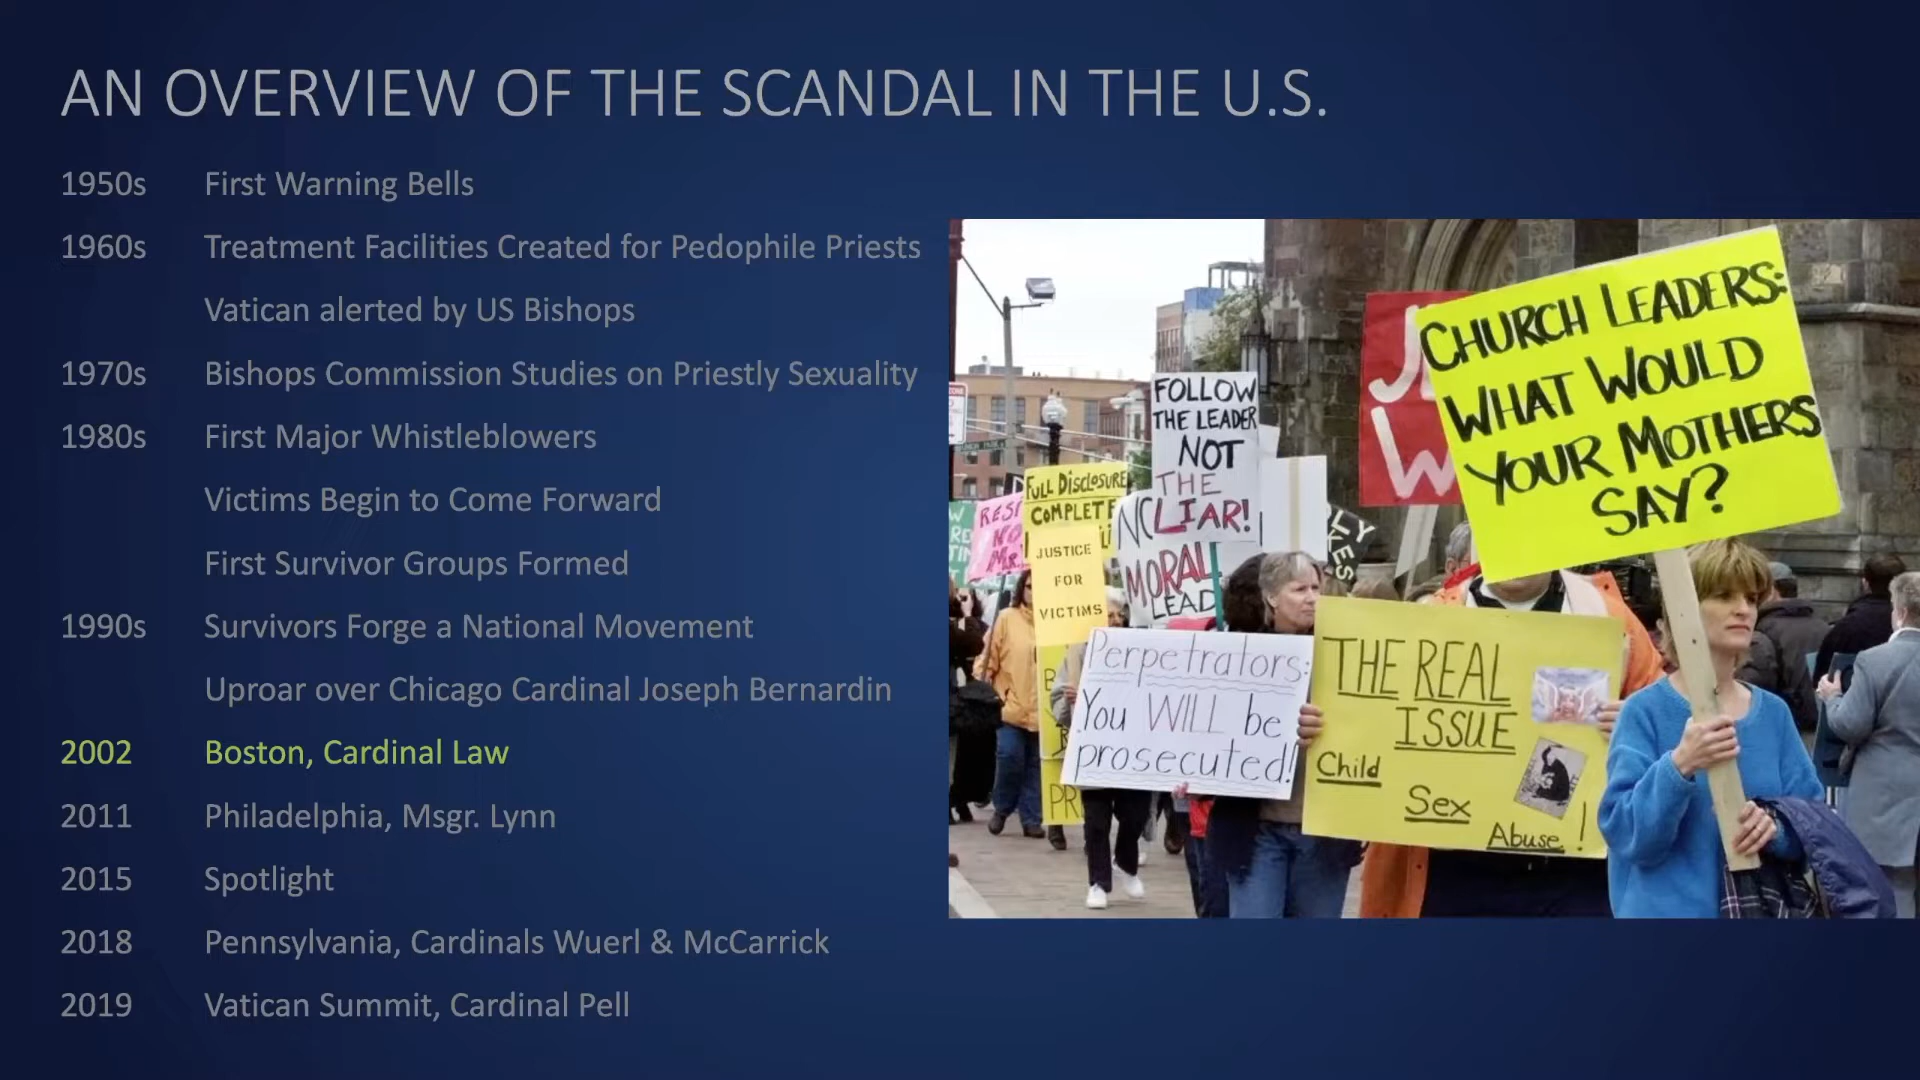 AN OVERVIEW OF THE SCANDAL IN THE U.S.
1950s First Warning Bells
1960s Treatment Facilities Created for Pedophile Priests
Vatican alerted by US Bishops
1970s Bishops Commission Studies on Priestly Sexuality
1980s First Major Whistleblowers
Victims Begin to Come Forward
First Survivor Groups Formed
1990s Survivors Forge a National Movement
Uproar over Chicago Cardinal Joseph Bernardin
2002 Boston, Cardinal Law
2011 Philadelphia, Msgr. Lynn
2015 Spotlight
2018 Pennsylvania, Cardinals Wuerl & McCarrick
2019 Vatican Summit, Cardinal Pell
CHURCH LEADERS:
WHAT WOULD
YOUR MOTHERS
SAY?
FOLLOW
THE LEADER
NOT
THE
LIAR!
FULL DISCLOSURE
COMPLETE
JUSTICE
FOR
VICTIMS
MORAL
LEAD
Perpetrators:
You WILL be
prosecuted!
THE REAL
ISSUE
Child
Sex
Abuse!